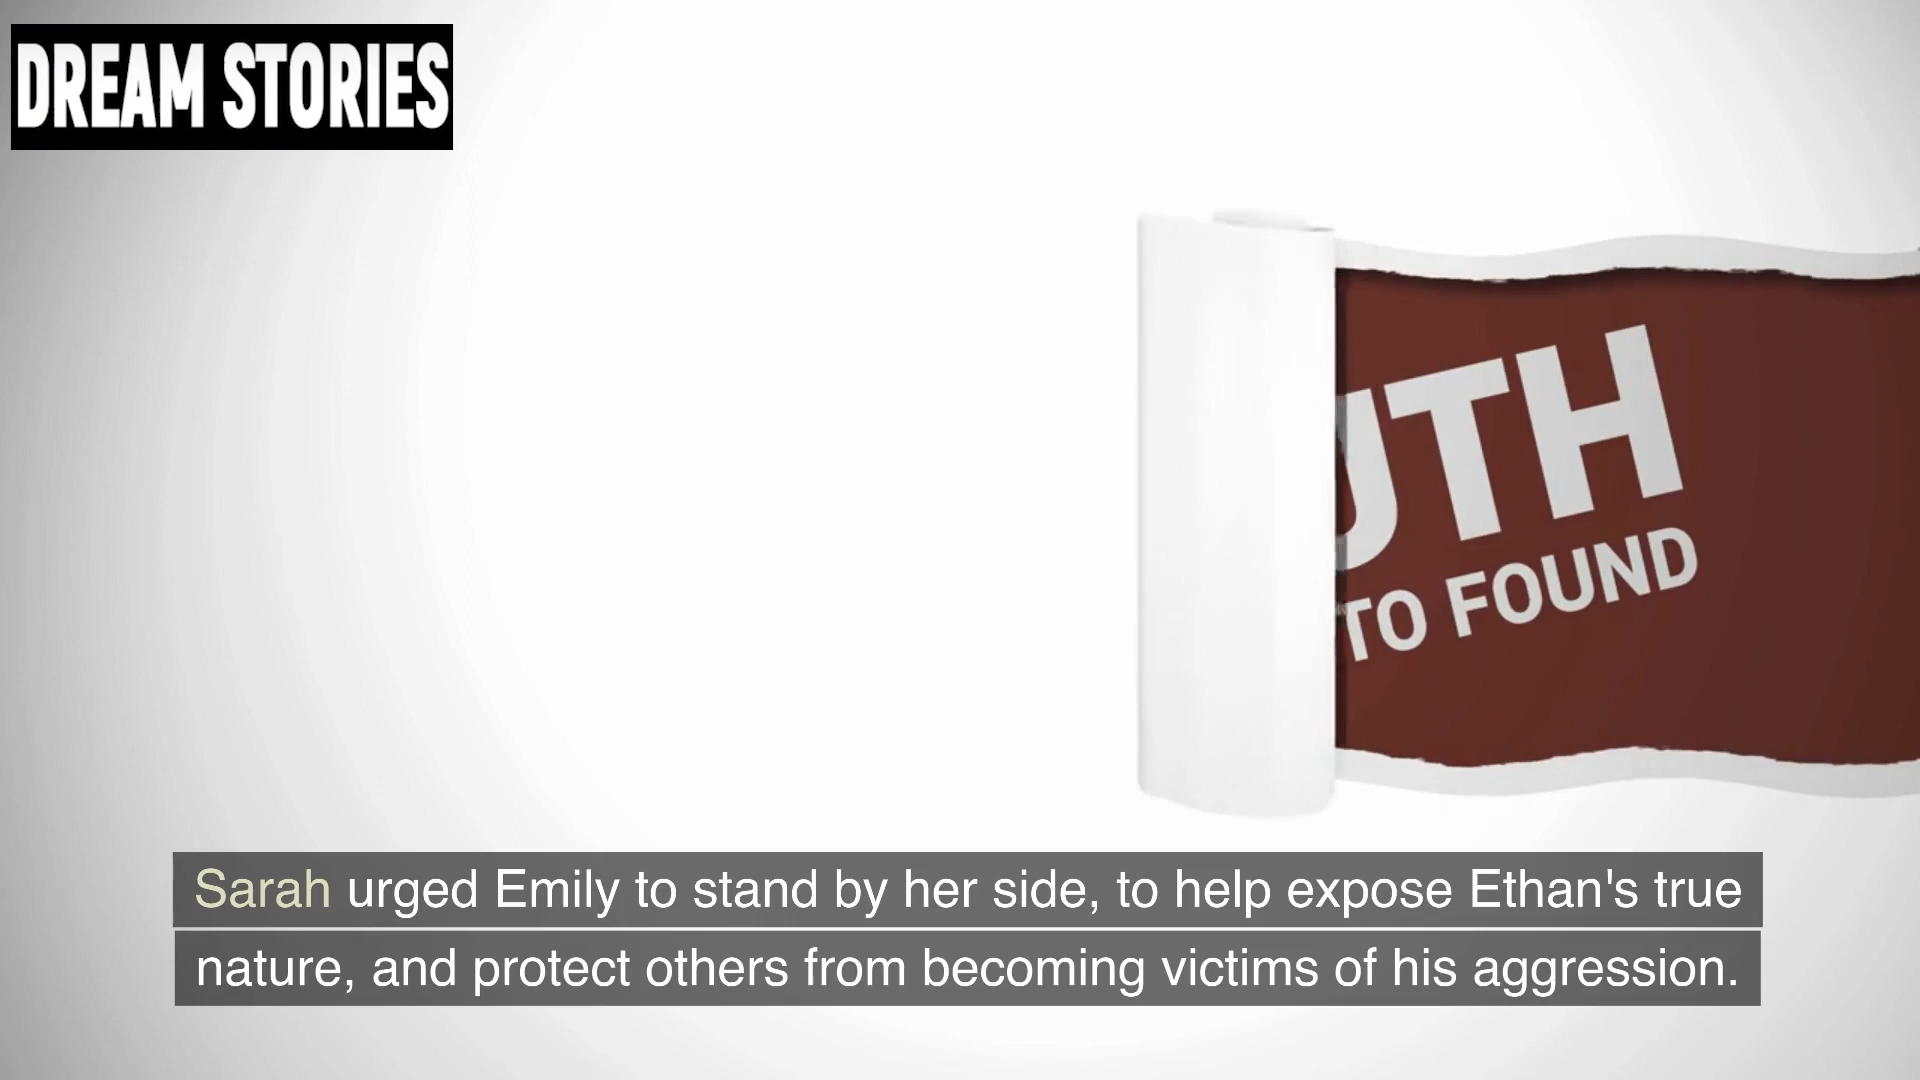 DREAM STORIES
UTH
TO FOUND
Sarah urged Emily to stand by her side, to help expose Ethan's true
nature, and protect others from becoming victims of his aggression.